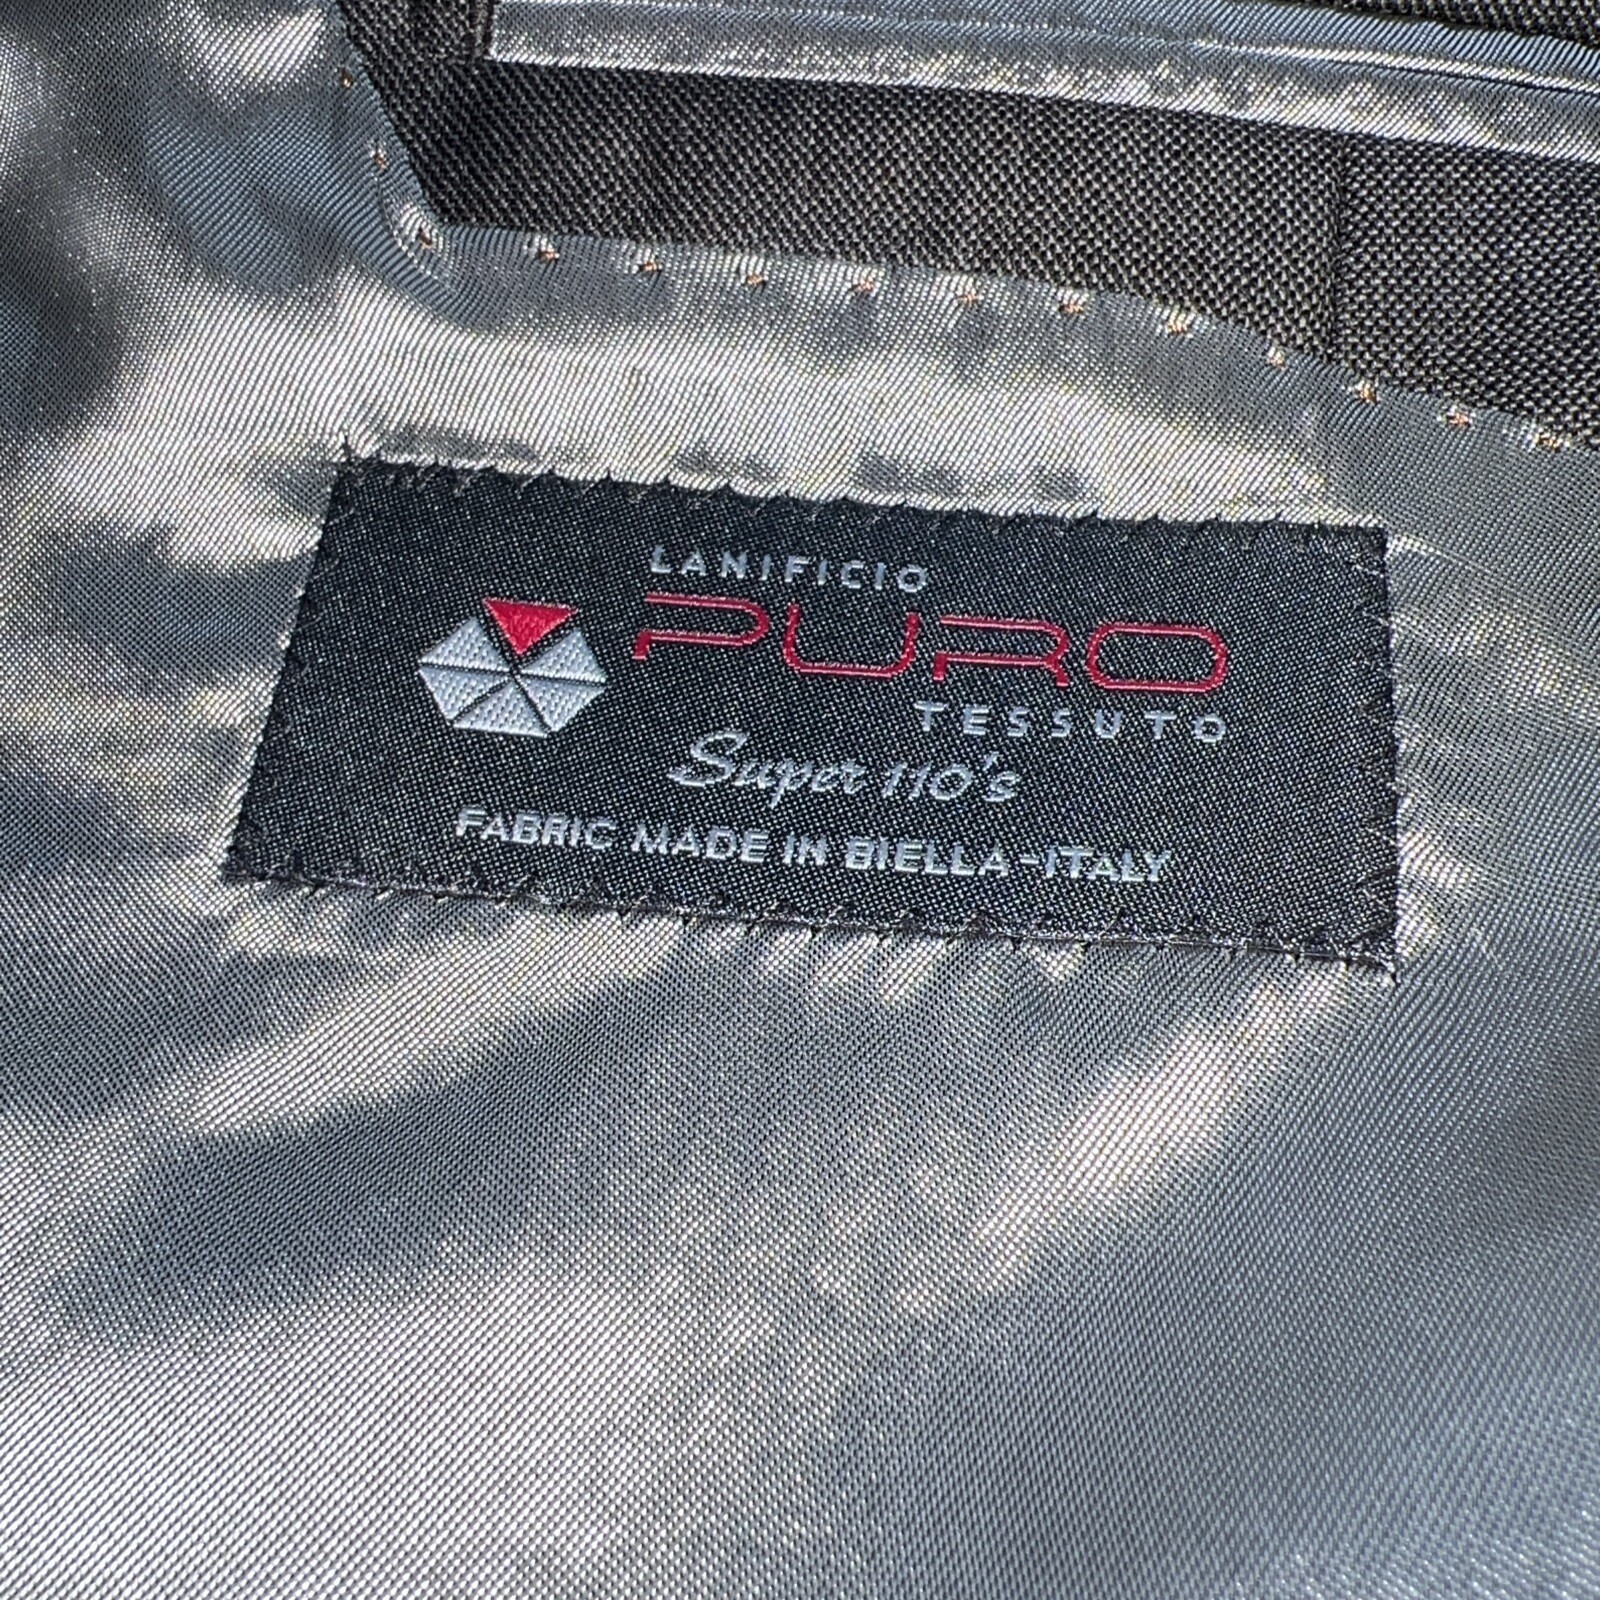 LANIFICIO
PURO
TESSUTO
Super 110's
FABRIC MADE IN BIELLA-ITALY